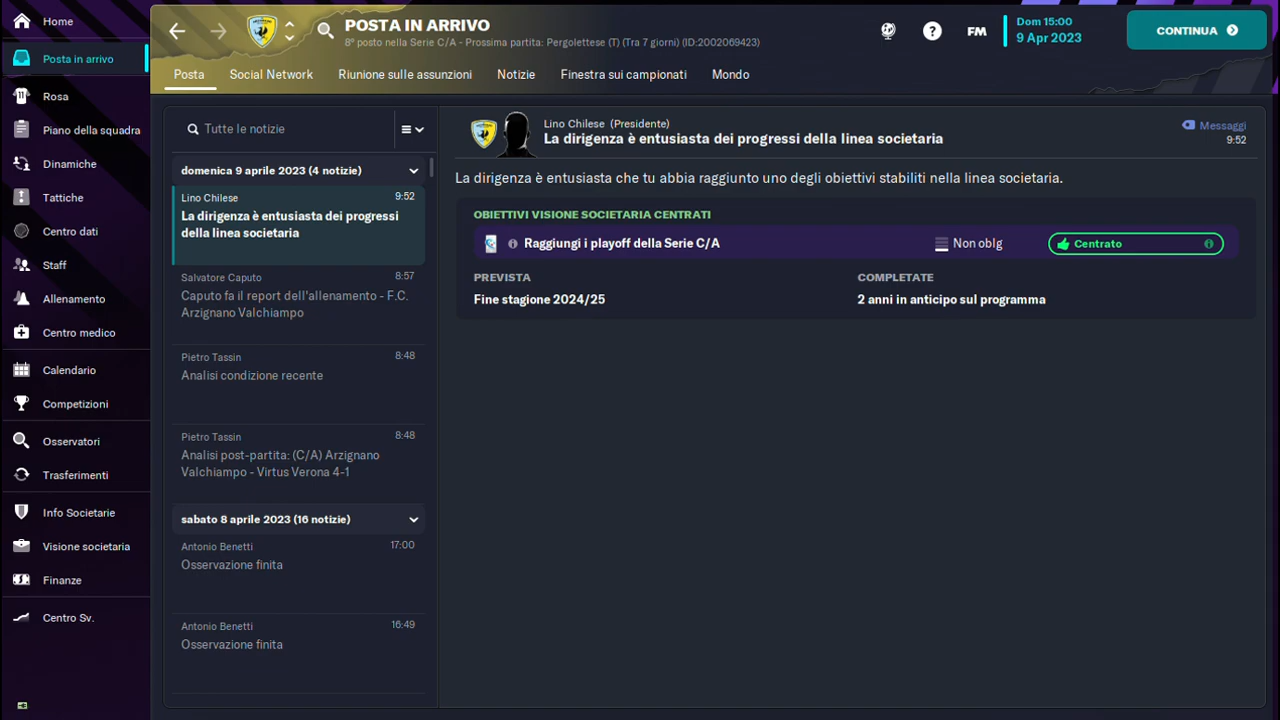 Home
Posta in arrivo
Rosa
Piano della squadra
Dinamiche
Tattiche
Centro dati
Staff
Allenamento
Centro medico
Calendario
Competizioni
Osservatori
Trasferimenti
Info Societarie
Visione societaria
Finanze
Centro Sv.
POSTA IN ARRIVO
8° posto nella Serie C/A - Prossima partita: Pergolettese (T) (Tra 7 giorni) (ID:2002069423)
FM
Dom 15:00
9 Apr 2023
CONTINUA
Posta Social Network Riunione sulle assunzioni Notizie Finestra sui campionati Mondo
Tutte le notizie
domenica 9 aprile 2023 (4 notizie)
Lino Chilese 9:52
La dirigenza è entusiasta dei progressi
della linea societaria
Salvatore Caputo 8:57
Caputo fa il report dell'allenamento - F.C.
Arzignano Valchiampo
Pietro Tassin 8:48
Analisi condizione recente
Pietro Tassin 8:48
Analisi post-partita: (C/A) Arzignano
Valchiampo - Virtus Verona 4-1
sabato 8 aprile 2023 (16 notizie)
Antonio Benetti 17:00
Osservazione finita
Antonio Benetti 16:49
Osservazione finita
Lino Chilese (Presidente)
La dirigenza è entusiasta dei progressi della linea societaria
Messaggi
9:52
La dirigenza è entusiasta che tu abbia raggiunto uno degli obiettivi stabiliti nella linea societaria.
OBIETTIVI VISIONE SOCIETARIA CENTRATI
Raggiungi i playoff della Serie C/A Non oblg Centrato
PREVISTA COMPLETATE
Fine stagione 2024/25 2 anni in anticipo sul programma